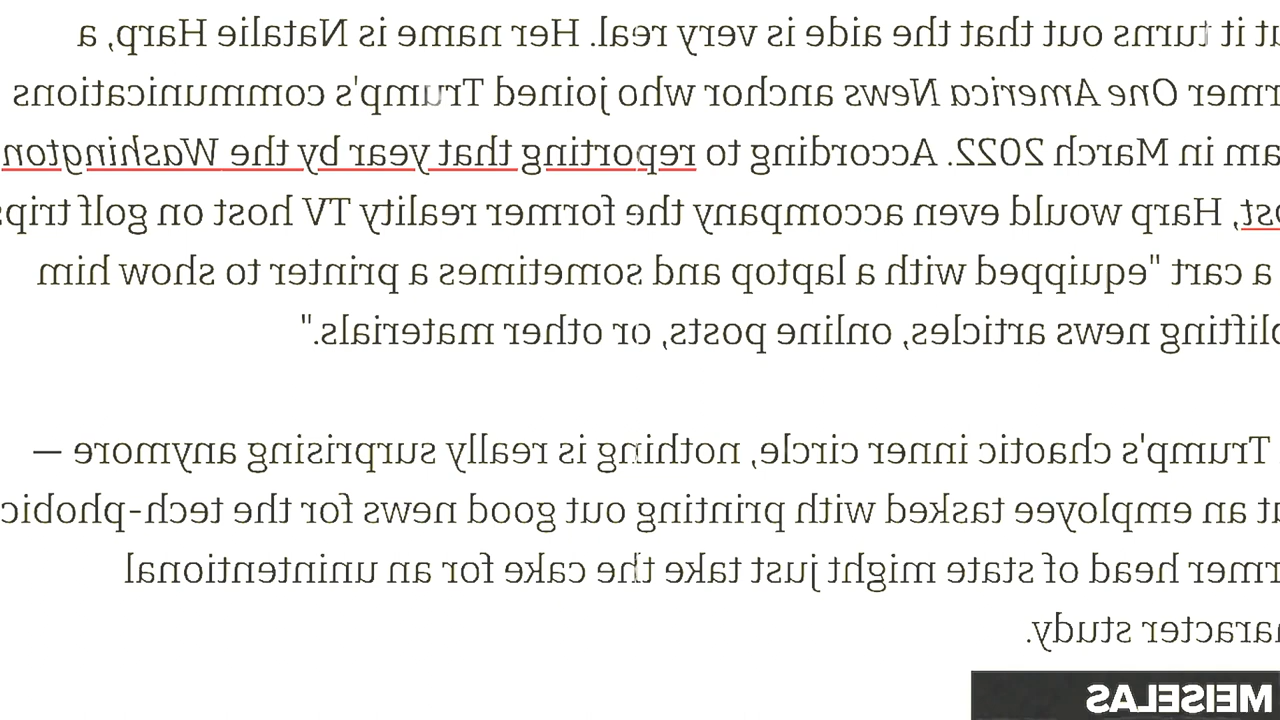 it turns out that the aide is very real. Her name is Natalie Harp, a
One America News anchor who joined Trump's communications
in March 2022. According to reporting that year by the Washington
Harp would even accompany the former reality TV host on golf trips
a cart "equipped with a laptop and sometimes a printer to show him
news articles, online posts, or other materials."
Trump's chaotic inner circle, nothing is really surprising anymore —
an employee tasked with printing out good news for the tech-phobic
head of state might just take the cake for an unintentional
study.
MEISELAS